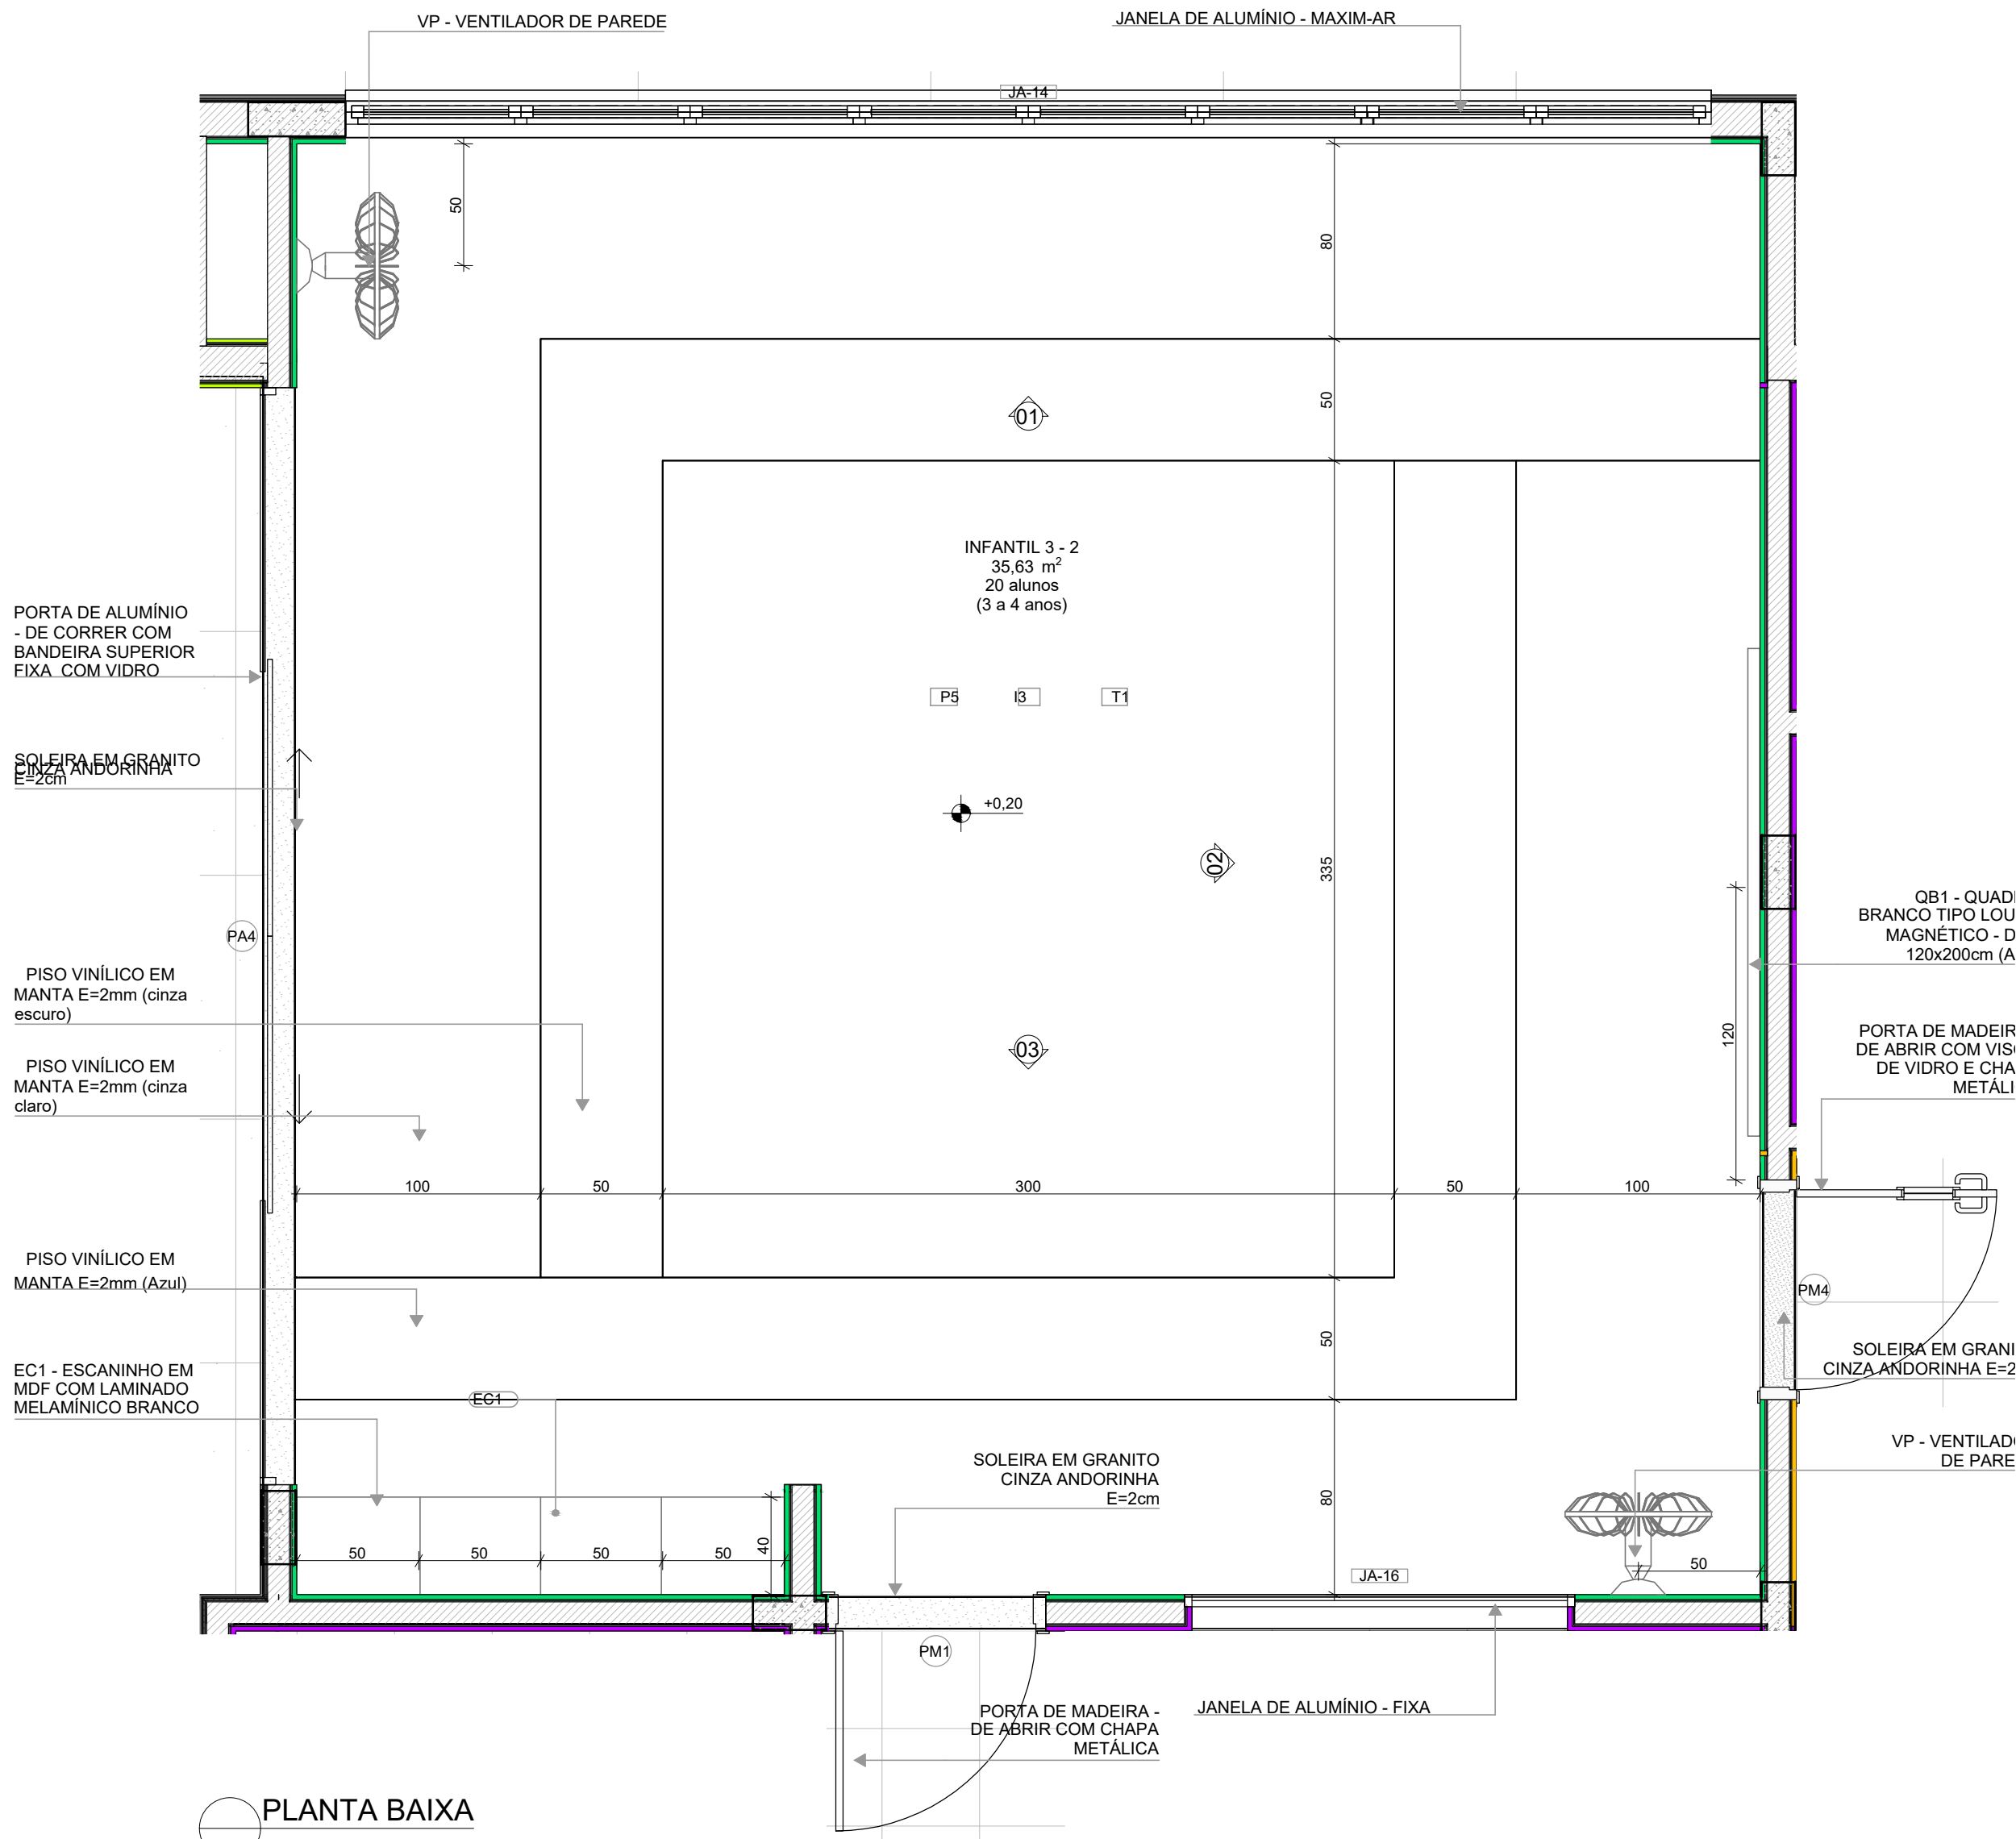 VP - VENTILADOR DE PAREDE
JANELA DE ALUMÍNIO - MAXIM-AR
JA-14
50
80
50
01
INFANTIL 3 - 2
35,63 m²
20 alunos
(3 a 4 anos)
PORTA DE ALUMÍNIO
- DE CORRER COM
BANDEIRA SUPERIOR
FIXA COM VIDRO
P5
I3
T1
SOLEIRA EM GRANITO
CINZA ANDORINHA
E=2cm
+0,20
02
335
QB1 - QUAD
BRANCO TIPO LOU
MAGNÉTICO - D
120x200cm (A
PA4
PISO VINÍLICO EM
MANTA E=2mm (cinza
escuro)
03
120
PORTA DE MADEIR
DE ABRIR COM VIS
DE VIDRO E CHA
METÁLI
PISO VINÍLICO EM
MANTA E=2mm (cinza
claro)
100
50
300
50
100
PISO VINÍLICO EM
MANTA E=2mm (Azul)
PM4
50
SOLEIRA EM GRANI
CINZA ANDORINHA E=2
EC1 - ESCANINHO EM
MDF COM LAMINADO
MELAMÍNICO BRANCO
EC1
SOLEIRA EM GRANITO
CINZA ANDORINHA
E=2cm
80
VP - VENTILAD
DE PARE
50
50
50
50
40
50
JA-16
PM1
PORTA DE MADEIRA -
DE ABRIR COM CHAPA
METÁLICA
JANELA DE ALUMÍNIO - FIXA
PLANTA BAIXA